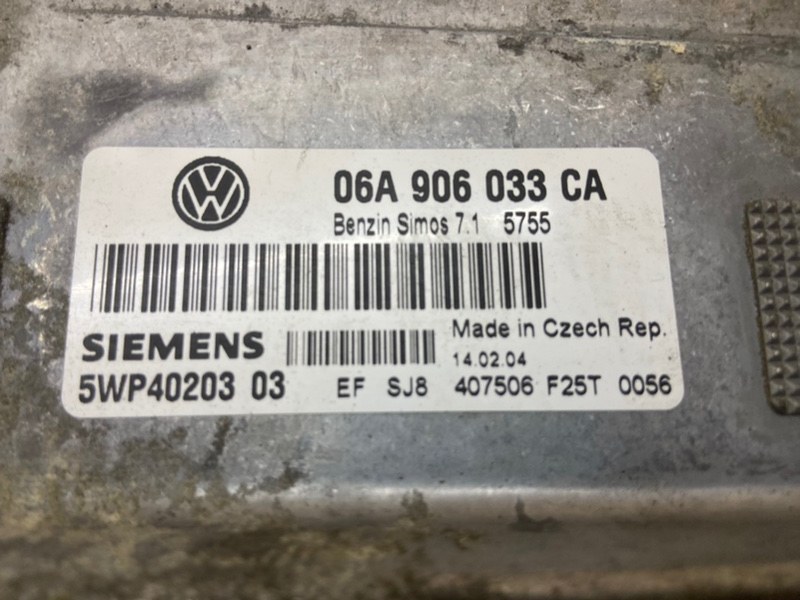 06A 906 033 CA
Benzin Simos 7.1 5755
SIEMENS
Made in Czech Rep.
14.02.04
5WP40203 03 EF SJ8 407506 F25T 0056